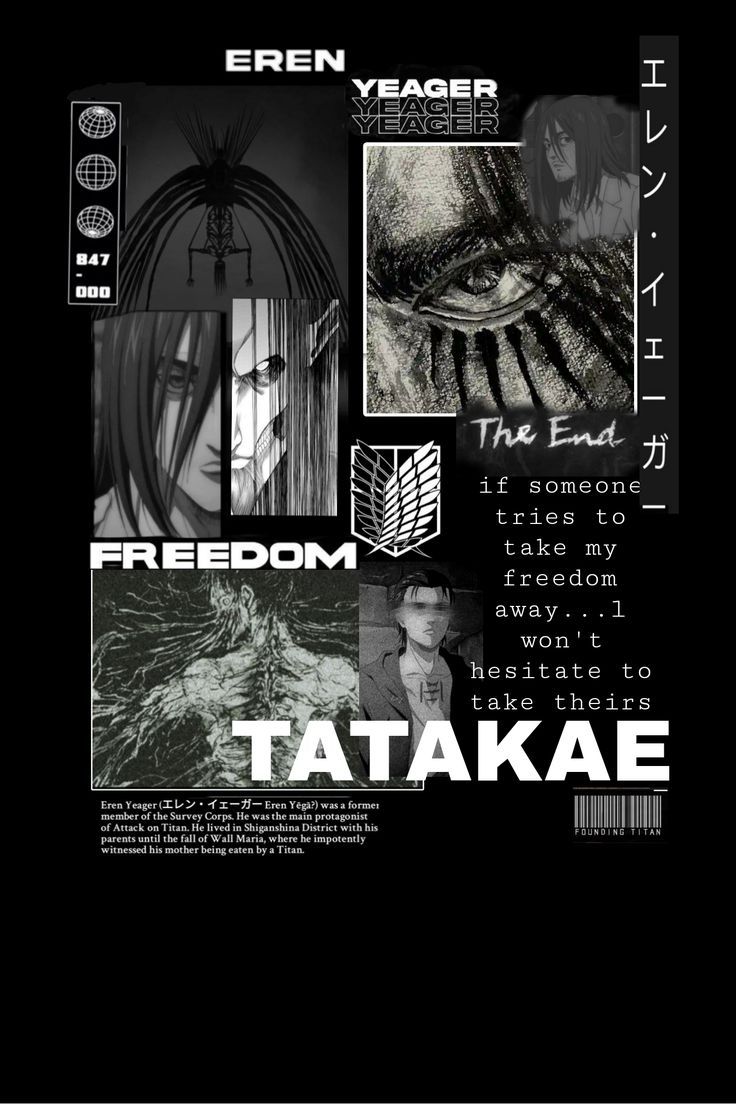 EREN
YEAGER
YEAGER
YEAGER
エレン・イェーガー
847
-
000
The End
if someone
tries to
take my
freedom
away...l
won't
hesitate to
take theirs
FREEDOM
TATAKAE
Eren Yeager (エレン・イェーガー Eren Yēgā?) was a former
member of the Survey Corps. He was the main protagonist
of Attack on Titan. He lived in Shiganshina District with his
parents until the fall of Wall Maria, where he impotently
witnessed his mother being eaten by a Titan.
FOUNDING TITAN